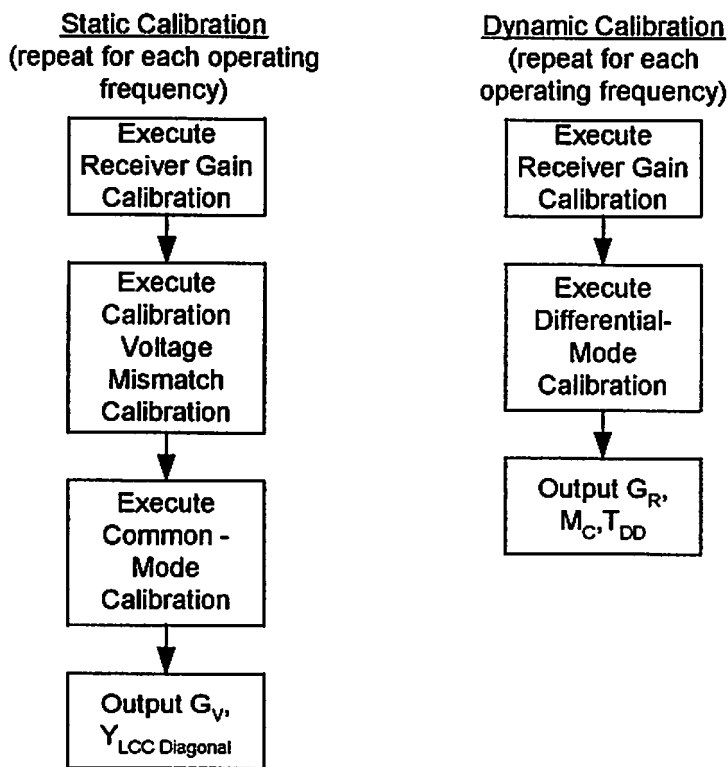 Static Calibration
(repeat for each operating
frequency)
Execute
Receiver Gain
Calibration
Execute
Calibration
Voltage
Mismatch
Calibration
Execute
Common -
Mode
Calibration
Output G_V,
Y_LCC Diagonal
Dynamic Calibration
(repeat for each
operating frequency)
Execute
Receiver Gain
Calibration
Execute
Differential-
Mode
Calibration
Output G_R,
M_C,T_DD